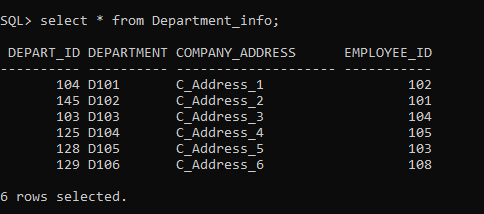 SQL> select * from Department_info;
DEPART_ID DEPARTMENT COMPANY_ADDRESS EMPLOYEE_ID
---------- ---------- -------------------- -----------
104 D101 C_Address_1 102
145 D102 C_Address_2 101
103 D103 C_Address_3 104
125 D104 C_Address_4 105
128 D105 C_Address_5 103
129 D106 C_Address_6 108
6 rows selected.